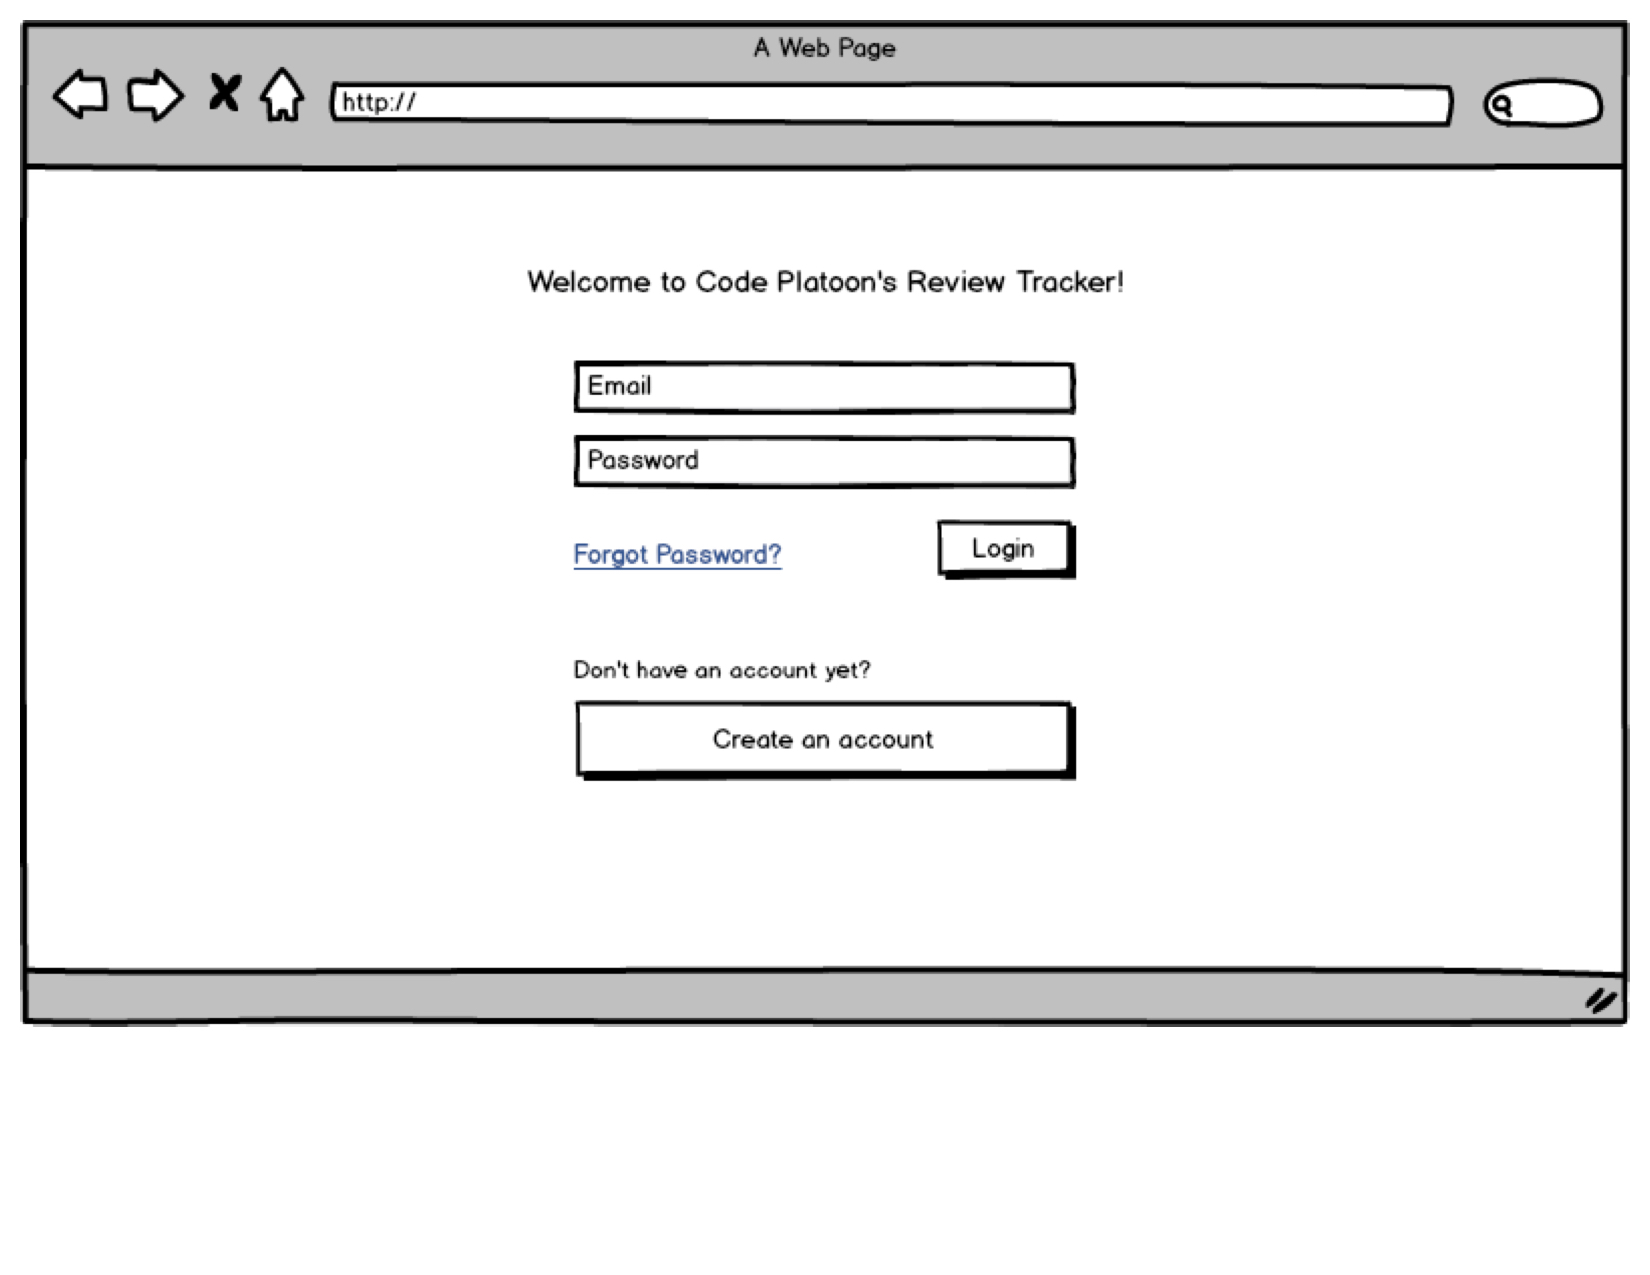 A Web Page
http://
Welcome to Code Platoon's Review Tracker!
Email
Password
Forgot Password?
Login
Don't have an account yet?
Create an account